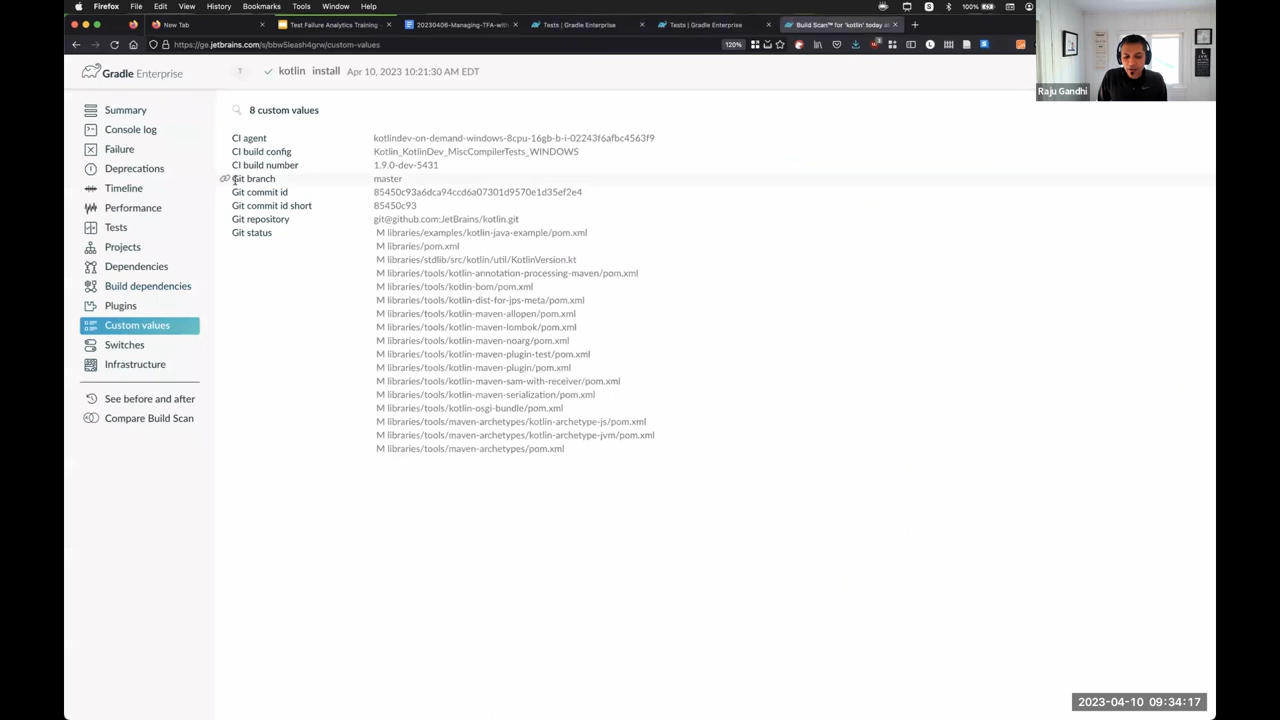 Firefox File Edit View History Bookmarks Tools Window Help 100%
New Tab Test Failure Analytics Training 20230406-Managing-TFA-with Tests | Gradle Enterprise Tests | Gradle Enterprise Build Scan™ for 'kotlin' today at
https://ge.jetbrains.com/s/bbw5leash4grw/custom-values 120%
Gradle Enterprise T kotlin install Apr 10, 2023 10:21:30 AM EDT
Raju Gandhi
Summary
Console log
Failure
Deprecations
Timeline
Performance
Tests
Projects
Dependencies
Build dependencies
Plugins
Custom values
Switches
Infrastructure
See before and after
Compare Build Scan
8 custom values
CI agent kotlindev-on-demand-windows-8cpu-16gb-b-i-02243f6afbc4563f9
CI build config Kotlin_KotlinDev_MiscCompilerTests_WINDOWS
CI build number 1.9.0-dev-5431
Git branch master
Git commit id 85450c93a6dca94ccd6a07301d9570e1d35ef2e4
Git commit id short 85450c93
Git repository git@github.com:JetBrains/kotlin.git
Git status M libraries/examples/kotlin-java-example/pom.xml
M libraries/pom.xml
M libraries/stdlib/src/kotlin/util/KotlinVersion.kt
M libraries/tools/kotlin-annotation-processing-maven/pom.xml
M libraries/tools/kotlin-bom/pom.xml
M libraries/tools/kotlin-dist-for-jps-meta/pom.xml
M libraries/tools/kotlin-maven-allopen/pom.xml
M libraries/tools/kotlin-maven-lombok/pom.xml
M libraries/tools/kotlin-maven-noarg/pom.xml
M libraries/tools/kotlin-maven-plugin-test/pom.xml
M libraries/tools/kotlin-maven-plugin/pom.xml
M libraries/tools/kotlin-maven-sam-with-receiver/pom.xml
M libraries/tools/kotlin-maven-serialization/pom.xml
M libraries/tools/kotlin-osgi-bundle/pom.xml
M libraries/tools/maven-archetypes/kotlin-archetype-js/pom.xml
M libraries/tools/maven-archetypes/kotlin-archetype-jvm/pom.xml
M libraries/tools/maven-archetypes/pom.xml
2023-04-10 09:34:17